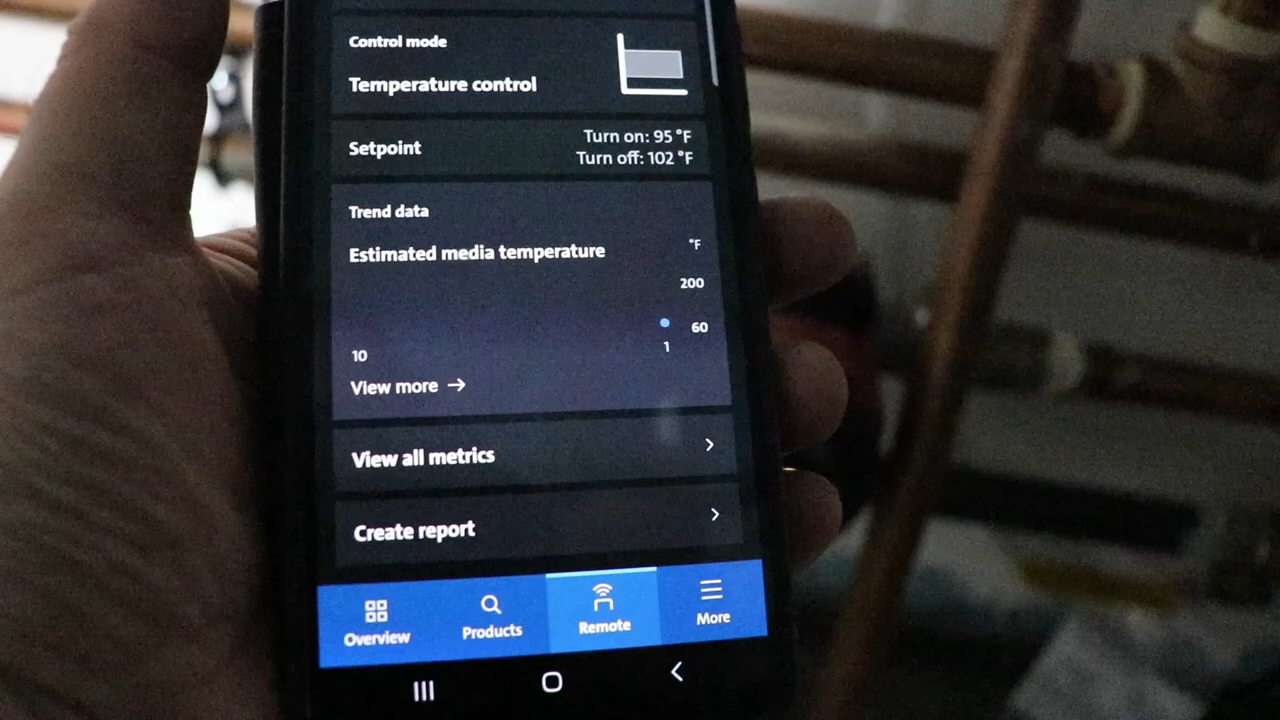 Control mode
Temperature control
Setpoint
Turn on: 95 °F
Turn off: 102 °F
Trend data
Estimated media temperature
°F
200
60
10
1
View more →
View all metrics
Create report
Overview
Products
Remote
More